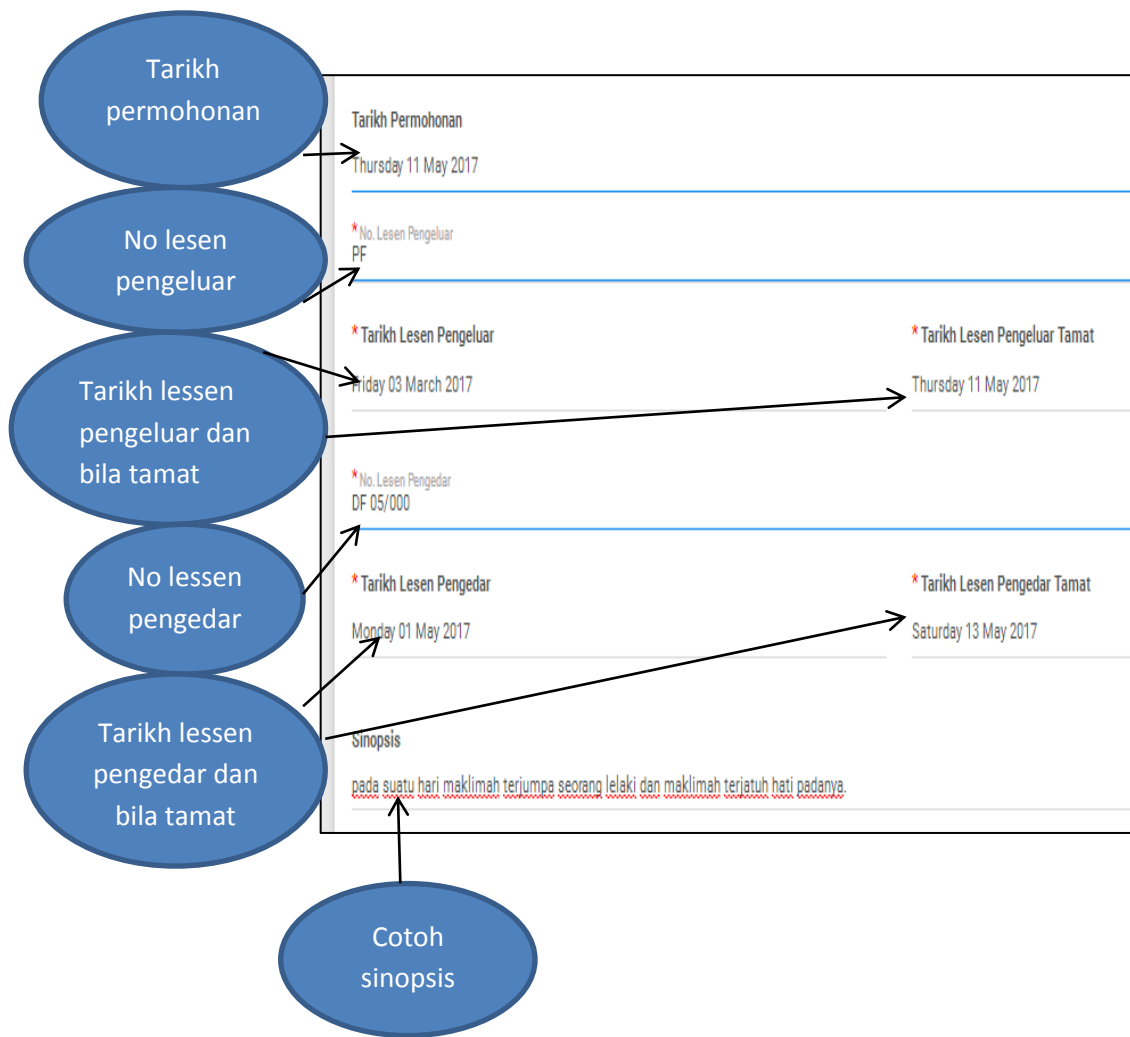 Tarikh
permohonan
No lesen
pengeluar
Tarikh lessen
pengeluar dan
bila tamat
No lessen
pengedar
Tarikh lessen
pengedar dan
bila tamat
Tarikh Permohonan
Thursday 11 May 2017
*No. Lesen Pengeluar
PF
* Tarikh Lesen Pengeluar
* Tarikh Lesen Pengeluar Tamat
Friday 03 March 2017
Thursday 11 May 2017
*No. Lesen Pengedar
DF 05/000
* Tarikh Lesen Pengedar
* Tarikh Lesen Pengedar Tamat
Monday 01 May 2017
Saturday 13 May 2017
Sinopsis
pada suatu hari maklimah terjumpa seorang lelaki dan maklimah terjatuh hati padanya.
Cotoh
sinopsis